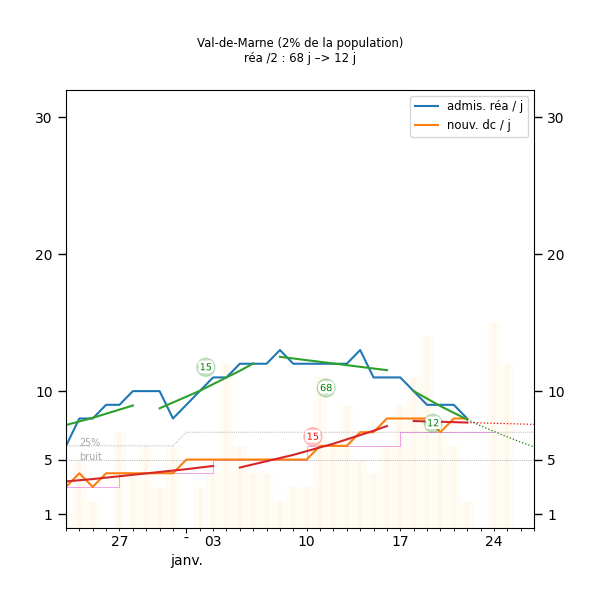 Val-de-Marne (2% de la population)
réa /2 : 68 j –> 12 j
admis. réa / j
nouv. dc / j
30 30
20 20
15
68
10 10
12
15
25%
bruit
5 5
1 1
27 - 03 10 17 24
janv.